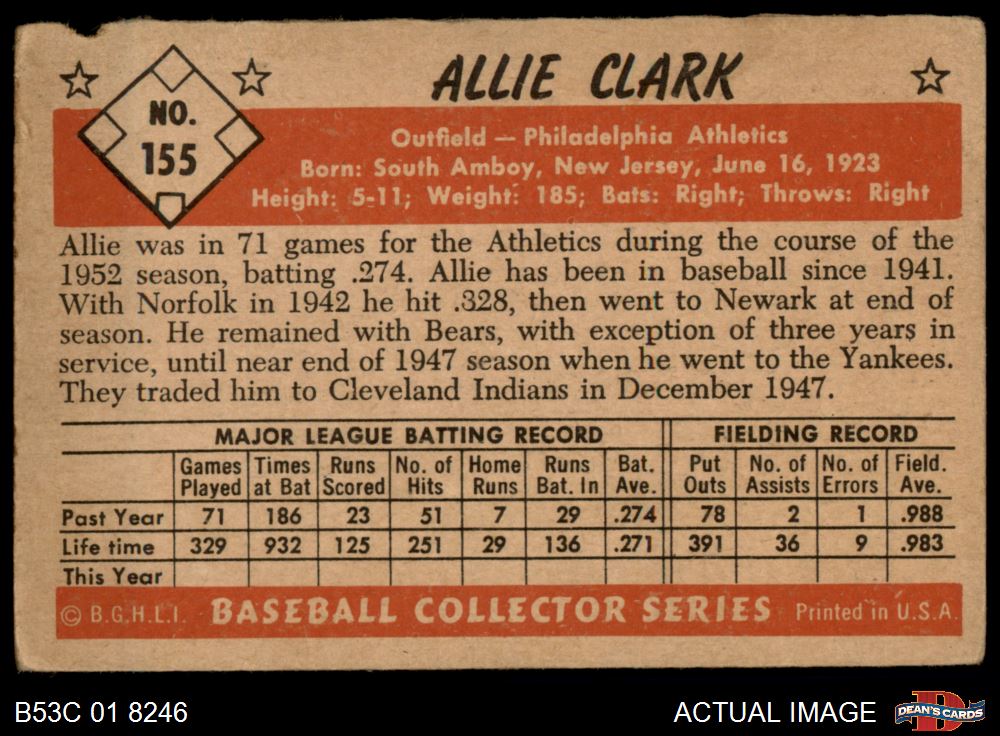 ALLIE CLARK
NO.
155
Outfield — Philadelphia Athletics
Born: South Amboy, New Jersey, June 16, 1923
Height: 5-11; Weight: 185; Bats: Right; Throws: Right
Allie was in 71 games for the Athletics during the course of the
1952 season, batting .274. Allie has been in baseball since 1941.
With Norfolk in 1942 he hit .328, then went to Newark at end of
season. He remained with Bears, with exception of three years in
service, until near end of 1947 season when he went to the Yankees.
They traded him to Cleveland Indians in December 1947.
MAJOR LEAGUE BATTING RECORD FIELDING RECORD
Games Times Runs No. of Home Runs Bat. Put No. of No. of Field.
Played at Bat Scored Hits Runs Bat. In Ave. Outs Assists Errors Ave.
Past Year 71 186 23 51 7 29 .274 78 2 1 .988
Life time 329 932 125 251 29 136 .271 391 36 9 .983
This Year
© B.G.H.L.I. BASEBALL COLLECTOR SERIES Printed in U.S.A.
B53C 01 8246 ACTUAL IMAGE DEAN'S CARDS